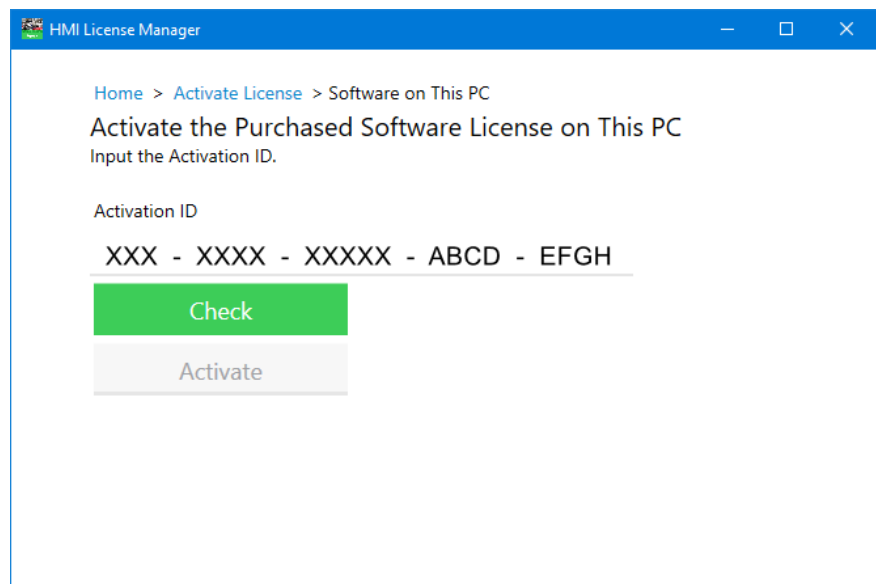 HMI License Manager
Home > Activate License > Software on This PC
Activate the Purchased Software License on This PC
Input the Activation ID.
Activation ID
XXX - XXXX - XXXXX - ABCD - EFGH
Check
Activate